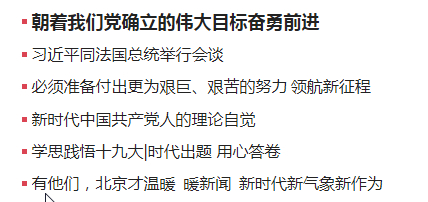 朝着我们党确立的伟大目标奋勇前进
习近平同法国总统举行会谈
必须准备付出更为艰巨、艰苦的努力 领航新征程
新时代中国共产党人的理论自觉
学思践悟十九大|时代出题 用心答卷
有他们，北京才温暖 暖新闻 新时代新气象新作为